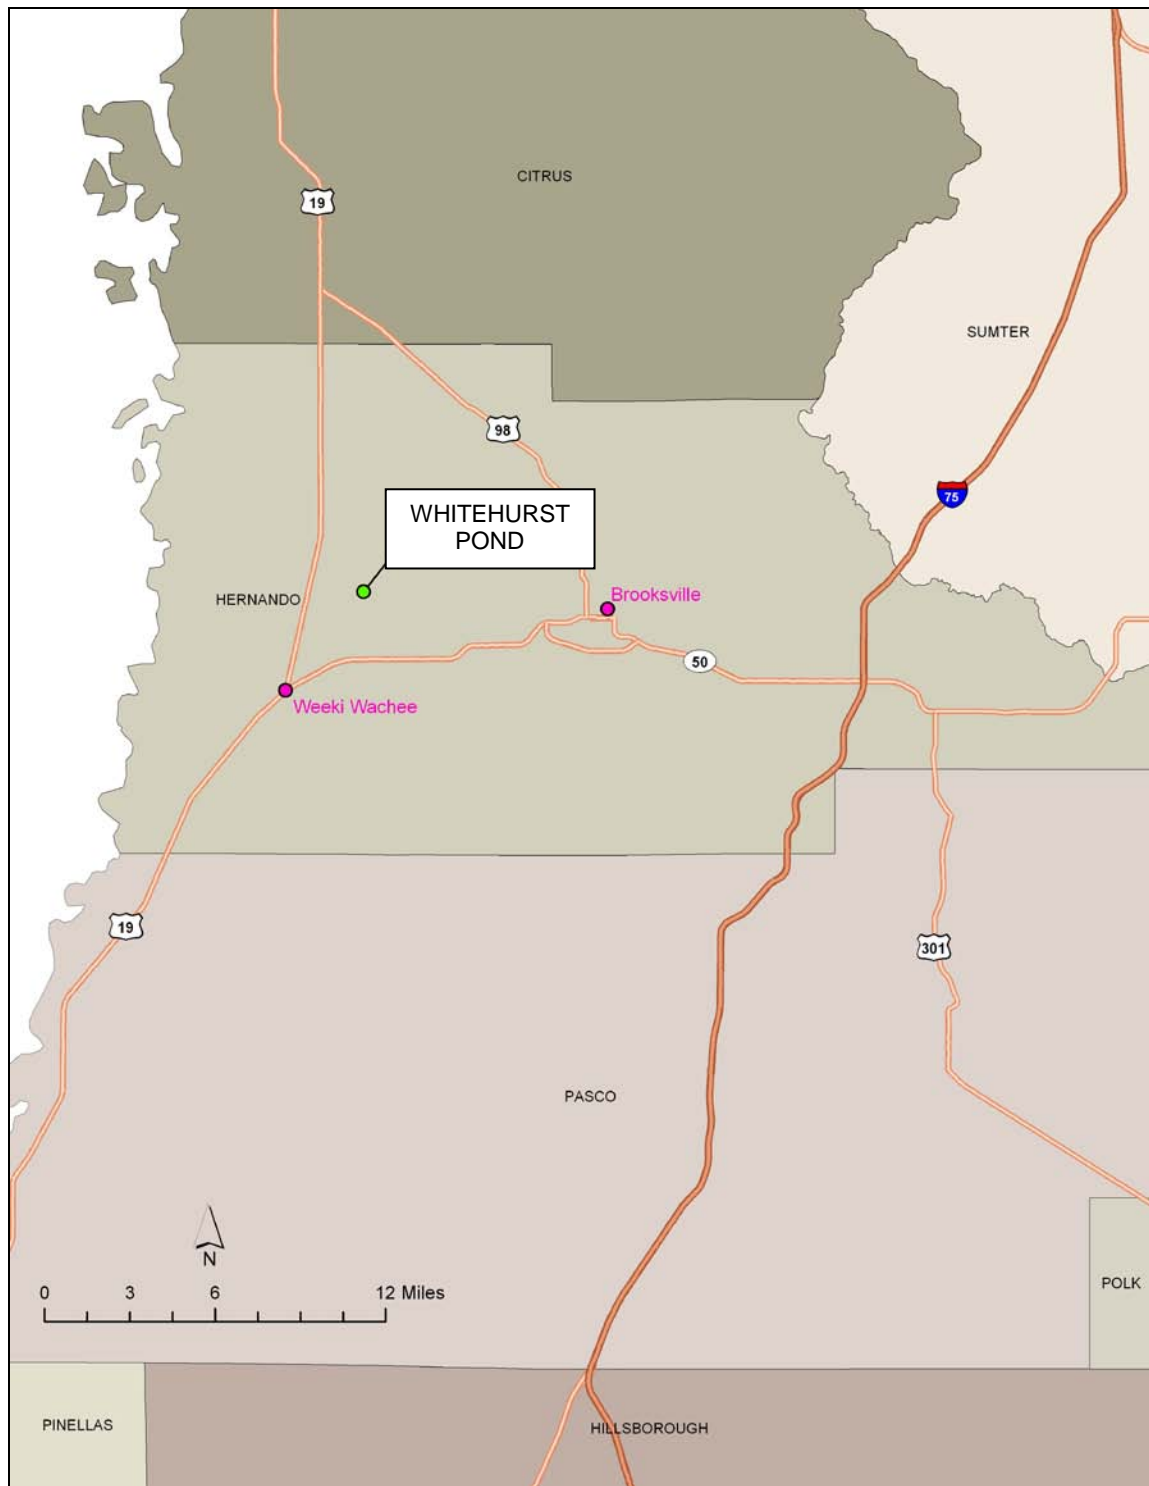 CITRUS
19
SUMTER
98
75
WHITEHURST
POND
HERNANDO
Brooksville
50
Weeki Wachee
19
301
PASCO
N
0 3 6 12 Miles
POLK
PINELLAS
HILLSBOROUGH